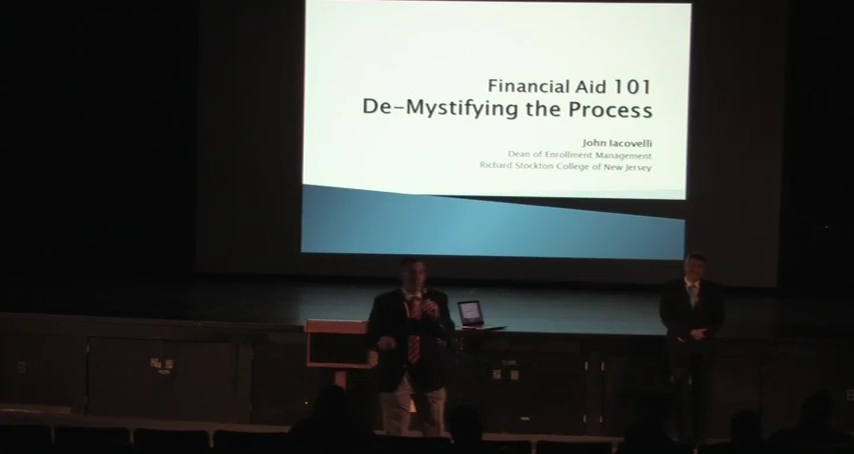 Financial Aid 101
De-Mystifying the Process
John Iacovelli
Dean of Enrollment Management
Richard Stockton College of New Jersey